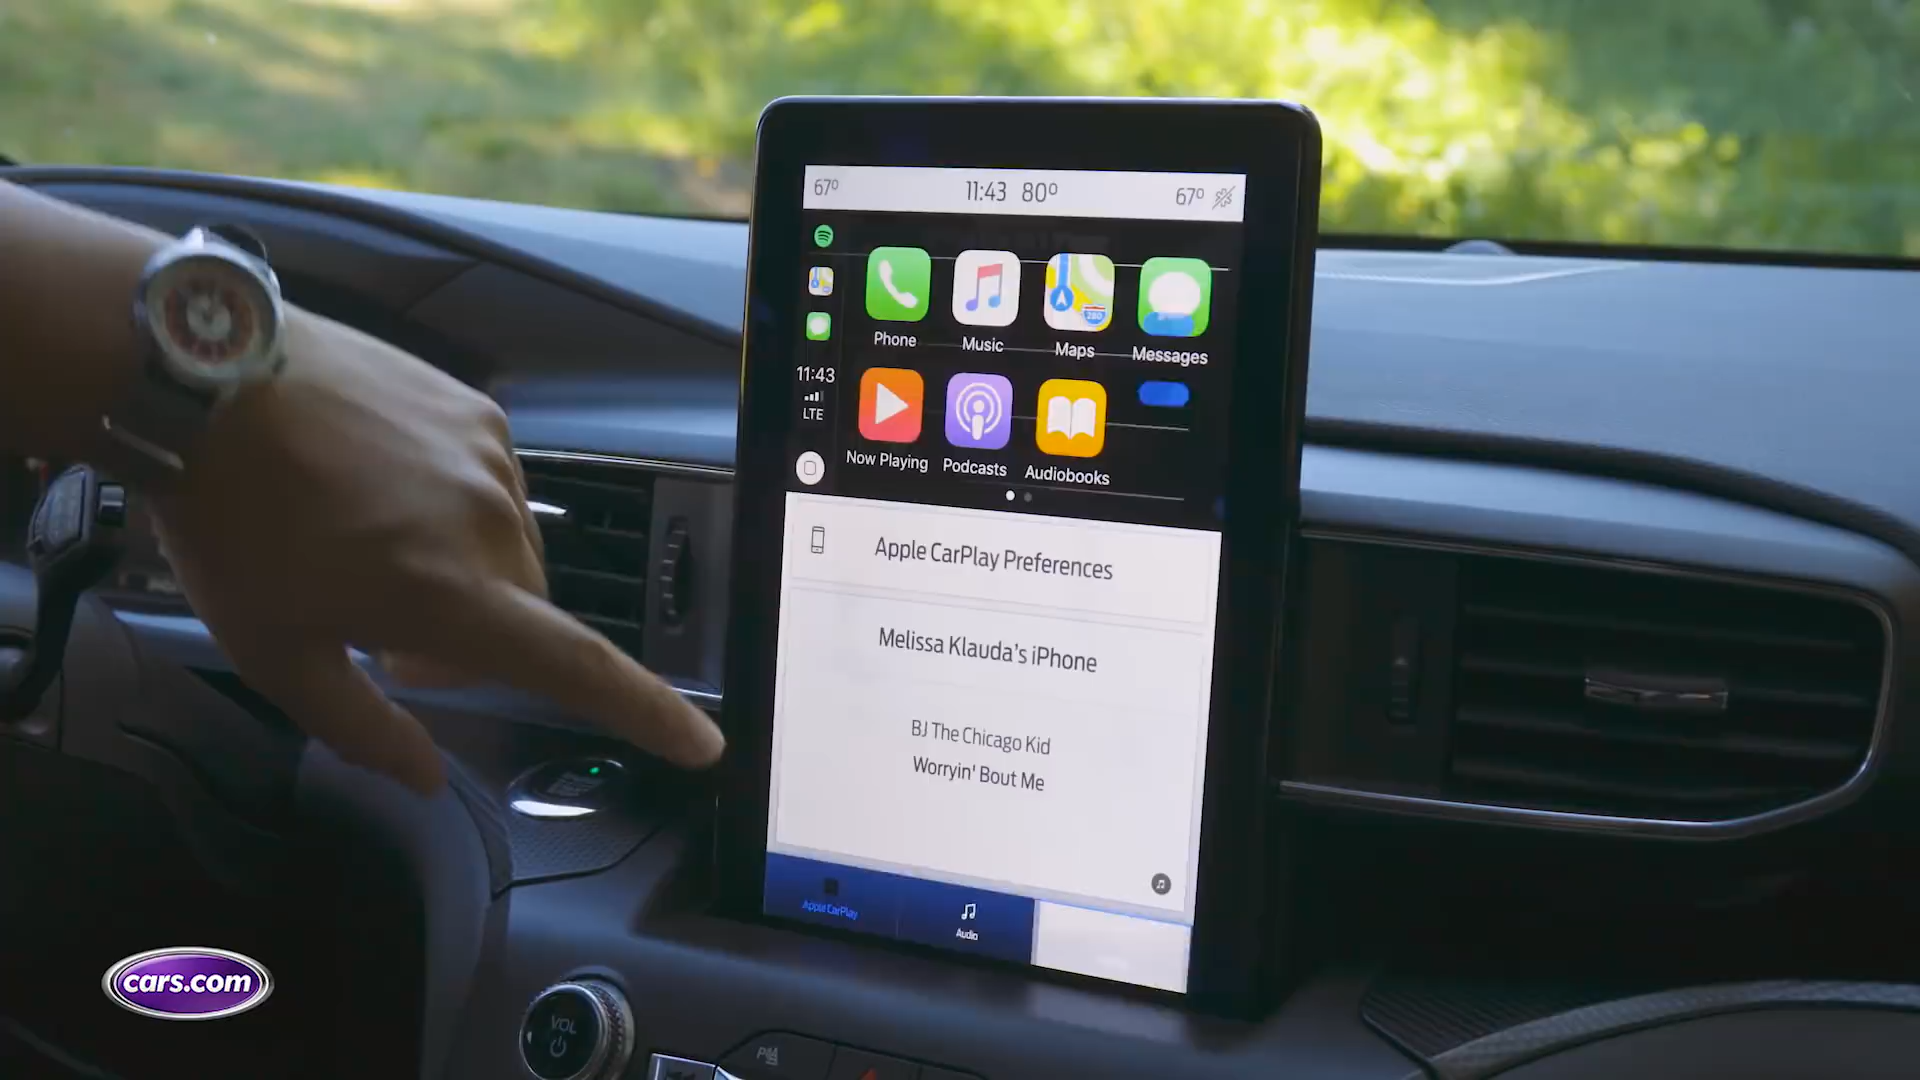 67°
11:43 80°
67°
Phone
Music
Maps
Messages
280
11:43
LTE
Now Playing
Podcasts
Audiobooks
Apple CarPlay Preferences
Melissa Klauda's iPhone
BJ The Chicago Kid
Worryin' Bout Me
Apple CarPlay
Audio
cars.com
VOL